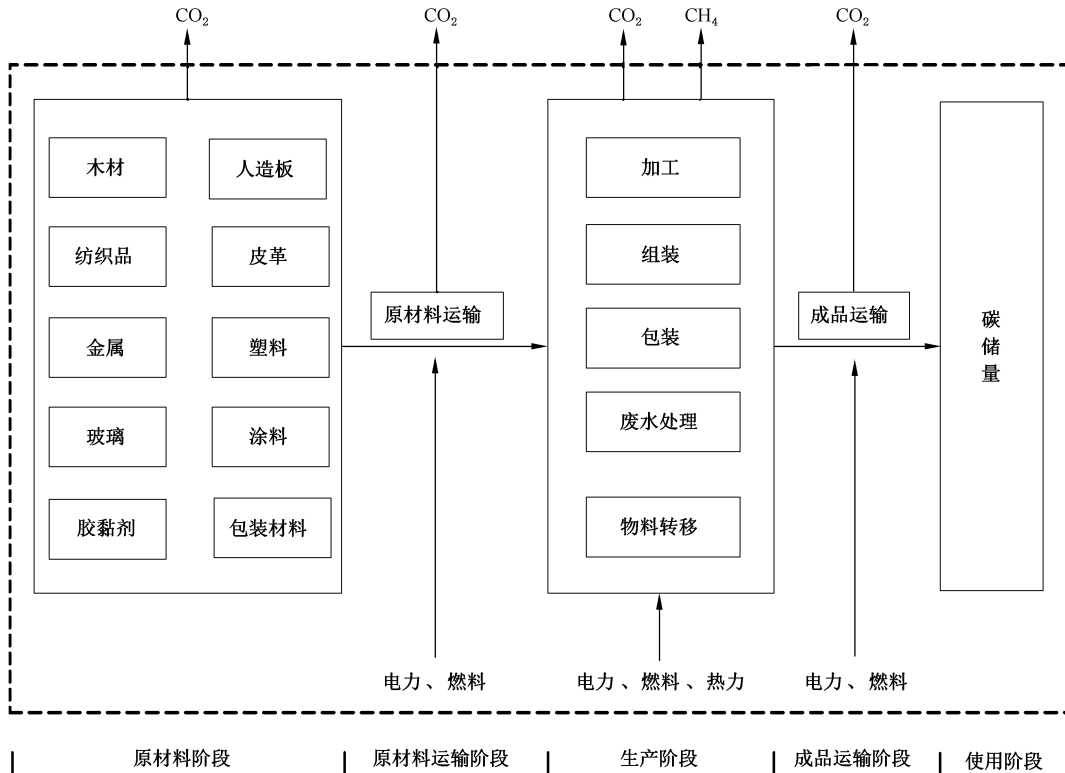 CO₂ CO₂ CO₂ CH₄ CO₂
木材 人造板 加工
纺织品 皮革 组装
原材料运输 成品运输
金属 塑料 包装 碳储量
玻璃 涂料 废水处理
胶黏剂 包装材料 物料转移
电力、燃料 电力、燃料、热力 电力、燃料
原材料阶段 原材料运输阶段 生产阶段 成品运输阶段 使用阶段